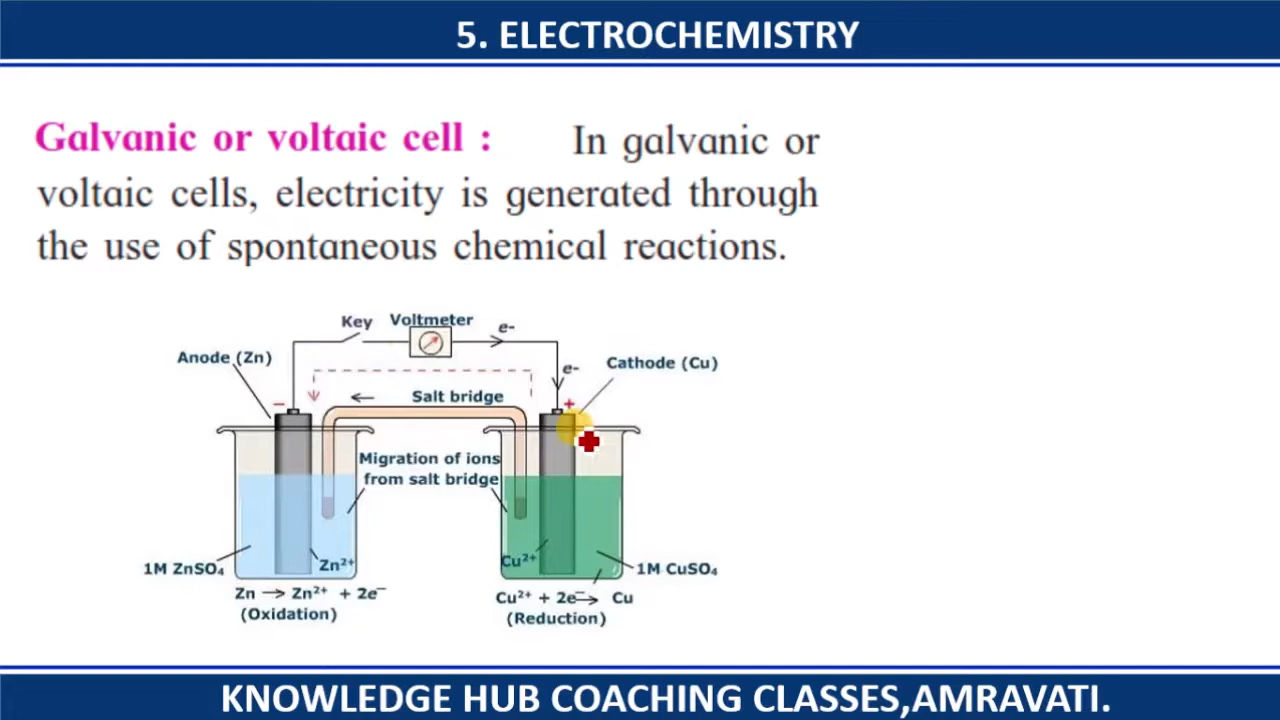 5. ELECTROCHEMISTRY
Galvanic or voltaic cell : In galvanic or
voltaic cells, electricity is generated through
the use of spontaneous chemical reactions.
Key
Voltmeter
e-
Anode (Zn)
e-
Cathode (Cu)
−
+
Salt bridge
Migration of ions
from salt bridge
1M ZnSO₄
Zn²⁺
Cu²⁺
1M CuSO₄
Zn → Zn²⁺ + 2e⁻
(Oxidation)
Cu²⁺ + 2e⁻→ Cu
(Reduction)
KNOWLEDGE HUB COACHING CLASSES,AMRAVATI.